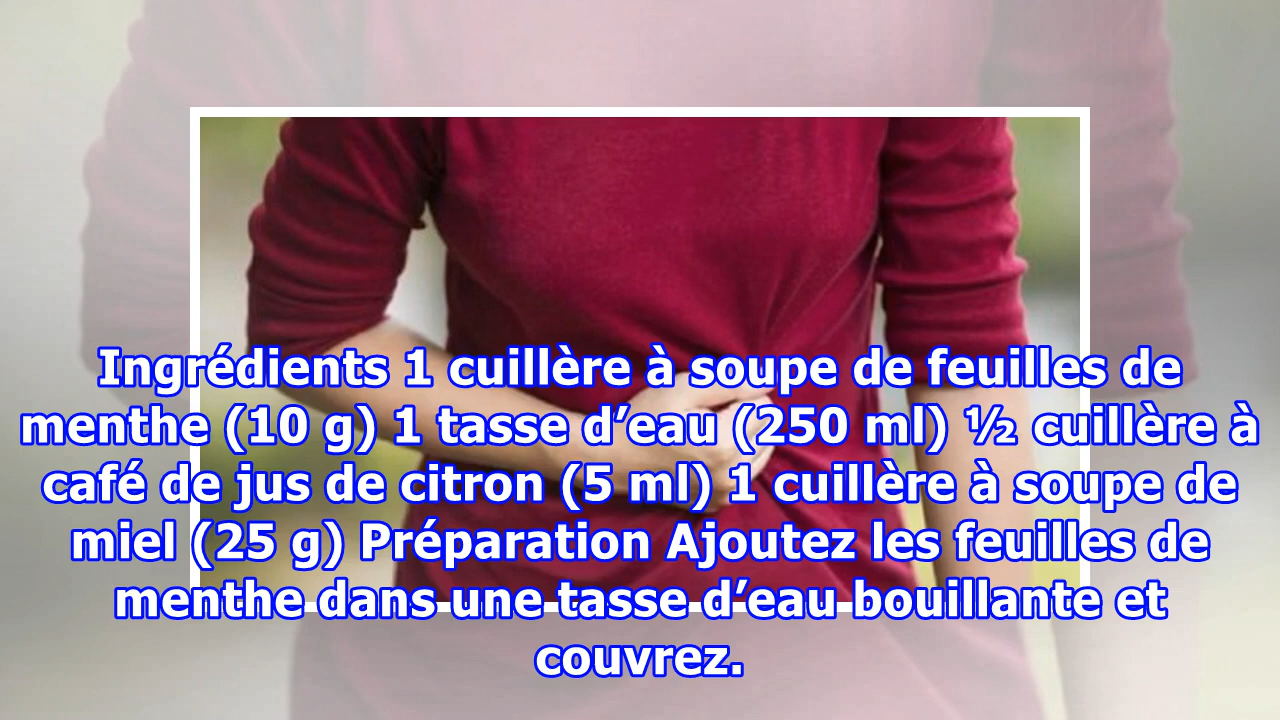 Ingrédients 1 cuillère à soupe de feuilles de
menthe (10 g) 1 tasse d’eau (250 ml) ½ cuillère à
café de jus de citron (5 ml) 1 cuillère à soupe de
miel (25 g) Préparation Ajoutez les feuilles de
menthe dans une tasse d’eau bouillante et
couvrez.